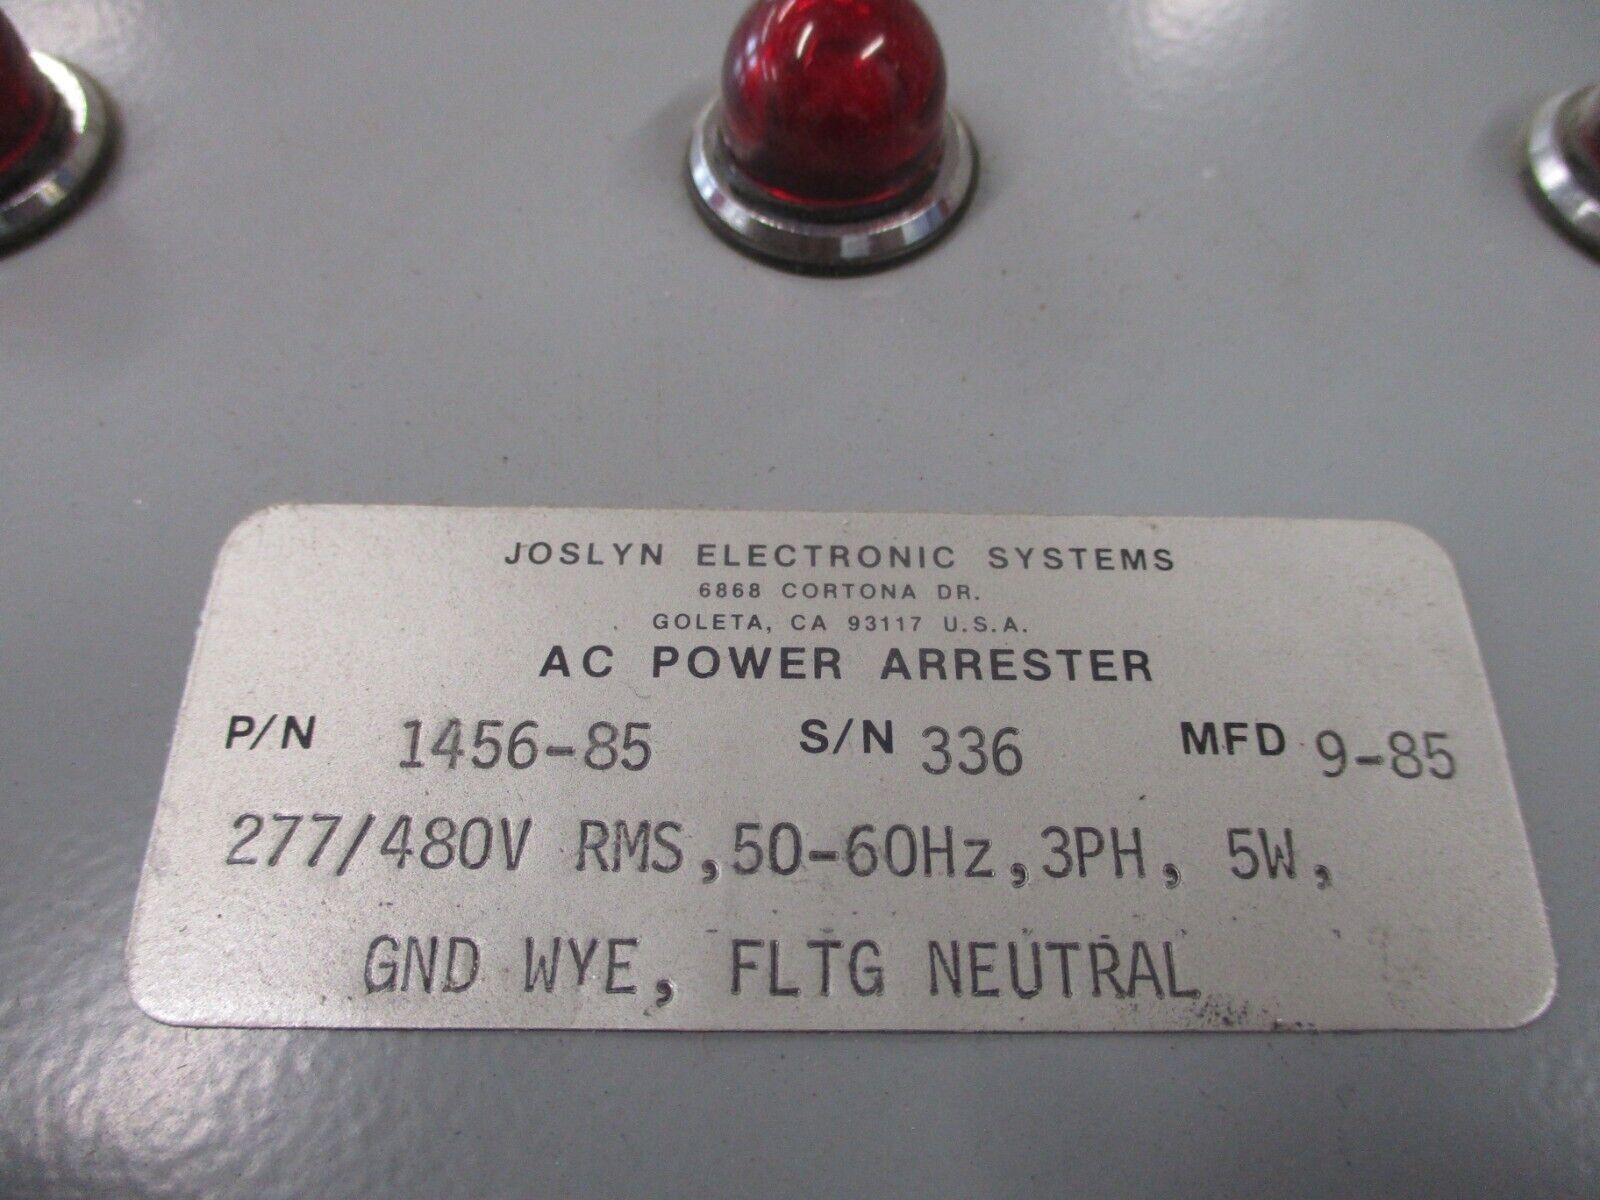 JOSLYN ELECTRONIC SYSTEMS
6868 CORTONA DR.
GOLETA, CA 93117 U.S.A.
AC POWER ARRESTER
P/N 1456-85 S/N 336 MFD 9-85
277/480V RMS, 50-60Hz, 3PH, 5W,
GND WYE, FLTG NEUTRAL